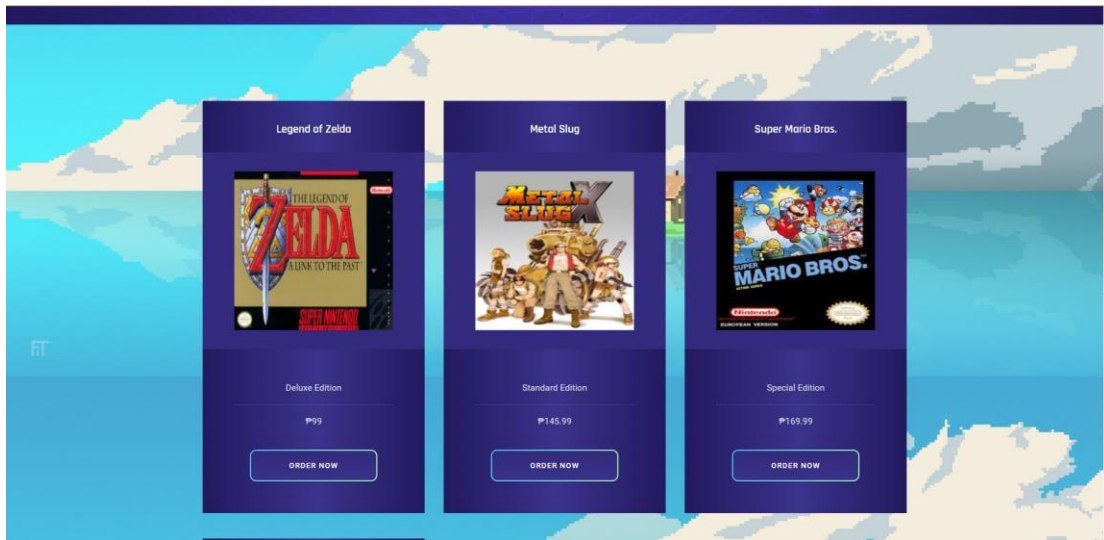 Legend of Zelda
Metal Slug
Super Mario Bros.
THE LEGEND OF
ZELDA
A LINK TO THE PAST
Nintendo
SUPER NINTENDO
METAL
SLUG X
SUPER
MARIO BROS.
Nintendo
EUROPEAN VERSION
Deluxe Edition
Standard Edition
Special Edition
₱99
₱145.99
₱169.99
ORDER NOW
ORDER NOW
ORDER NOW